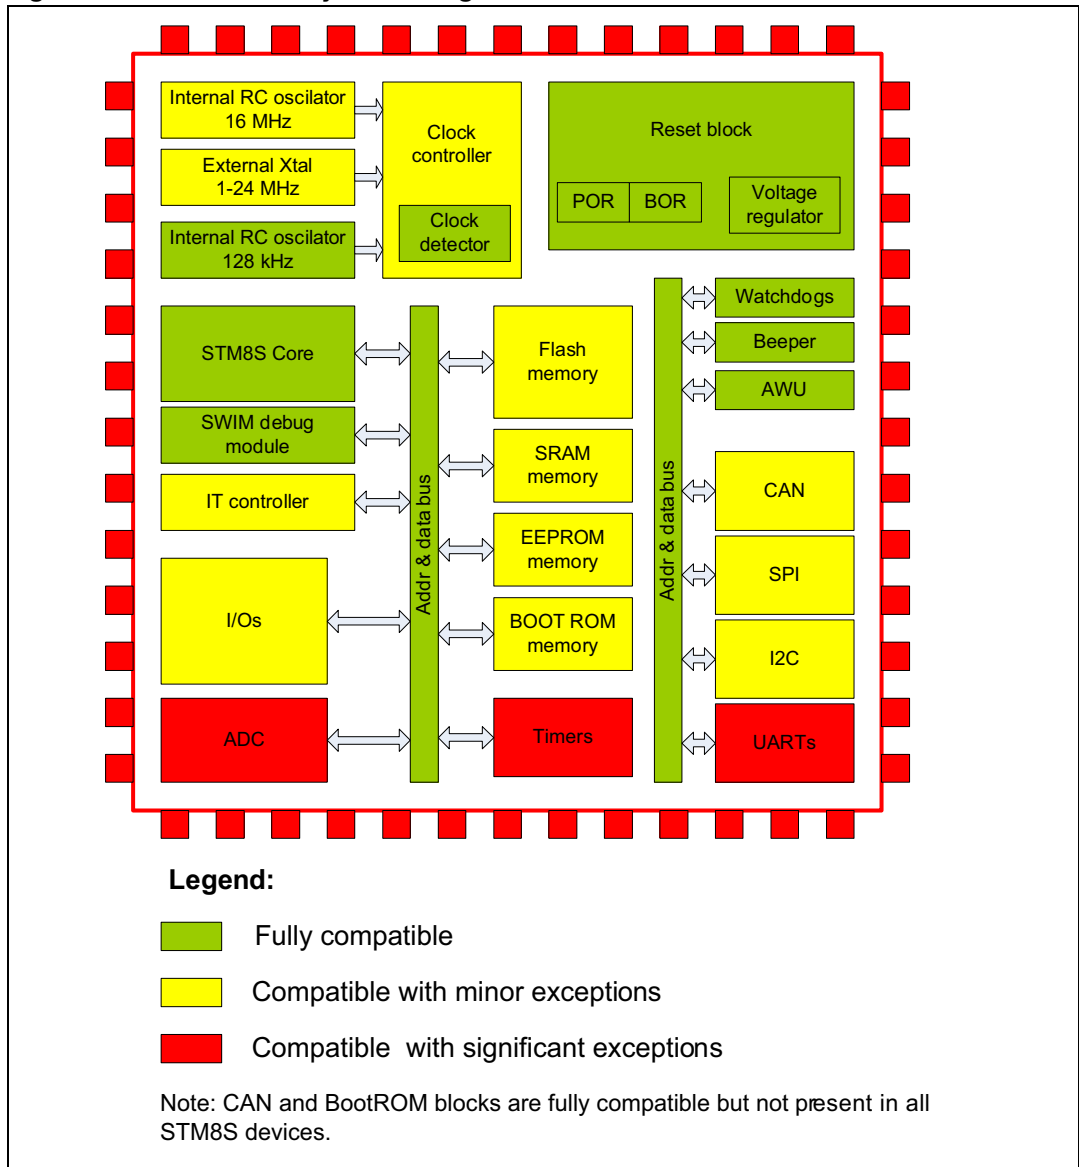 Internal RC oscilator
16 MHz
External Xtal
1-24 MHz
Internal RC oscilator
128 kHz
Clock
controller
Clock
detector
Reset block
POR
BOR
Voltage
regulator
STM8S Core
SWIM debug
module
IT controller
I/Os
ADC
Addr & data bus
Flash
memory
SRAM
memory
EEPROM
memory
BOOT ROM
memory
Timers
Addr & data bus
Watchdogs
Beeper
AWU
CAN
SPI
I2C
UARTs
Legend:
Fully compatible
Compatible with minor exceptions
Compatible with significant exceptions
Note: CAN and BootROM blocks are fully compatible but not present in all
STM8S devices.